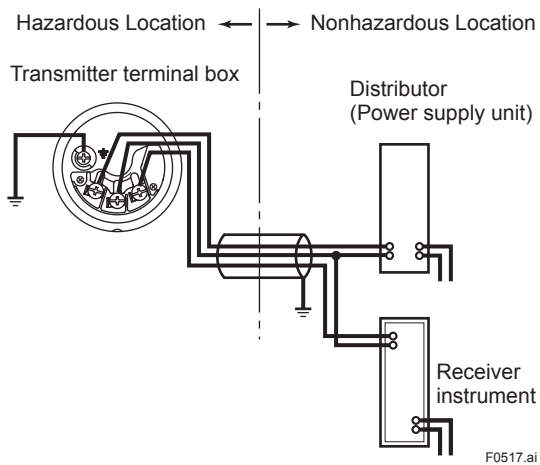 Hazardous Location
Nonhazardous Location
Transmitter terminal box
Distributor
(Power supply unit)
Receiver
instrument
F0517.ai